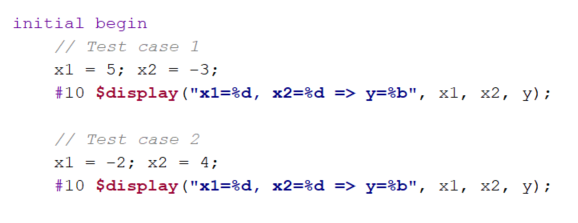 initial begin
// Test case 1
x1 = 5; x2 = -3;
#10 $display("x1=%d, x2=%d => y=%b", x1, x2, y);
// Test case 2
x1 = -2; x2 = 4;
#10 $display("x1=%d, x2=%d => y=%b", x1, x2, y);